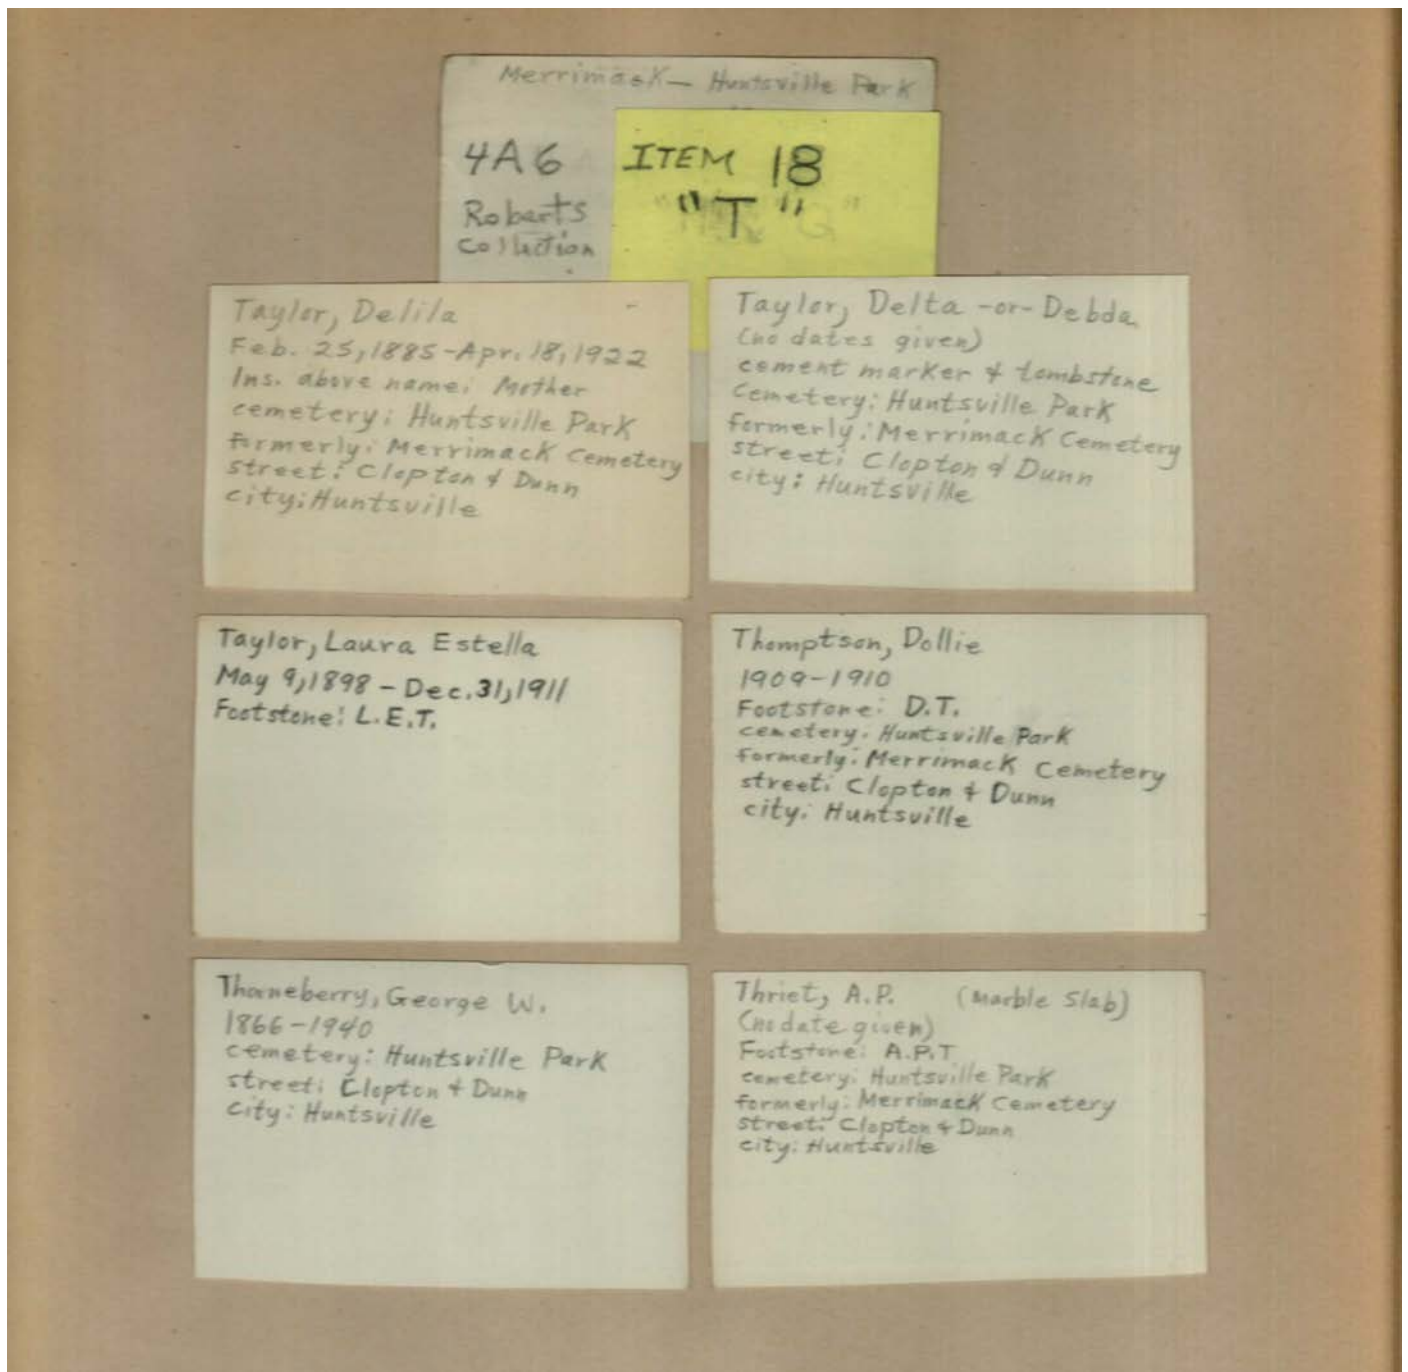 Merrimack — Huntsville Park
4A6
Roberts
Collection
ITEM 18
"T"
Taylor, Delila
Feb. 25, 1885 - Apr. 18, 1922
Ins. above name: Mother
cemetery: Huntsville Park
formerly: Merrimack Cemetery
street: Clopton & Dunn
city: Huntsville
Taylor, Delta -or- Debda
(no dates given)
cement marker & tombstone
Cemetery: Huntsville Park
formerly: Merrimack Cemetery
street: Clopton & Dunn
city: Huntsville
Taylor, Laura Estella
May 9, 1898 - Dec. 31, 1911
Footstone: L.E.T.
Thomptson, Dollie
1909-1910
Footstone: D.T.
cemetery: Huntsville Park
formerly: Merrimack Cemetery
street: Clopton & Dunn
city: Huntsville
Thorneberry, George W.
1866-1940
cemetery: Huntsville Park
street: Clopton & Dunn
city: Huntsville
Thriet, A.P. (Marble Slab)
(no date given)
Footstone: A.P.T
cemetery: Huntsville Park
formerly: Merrimack Cemetery
street: Clopton & Dunn
city: Huntsville